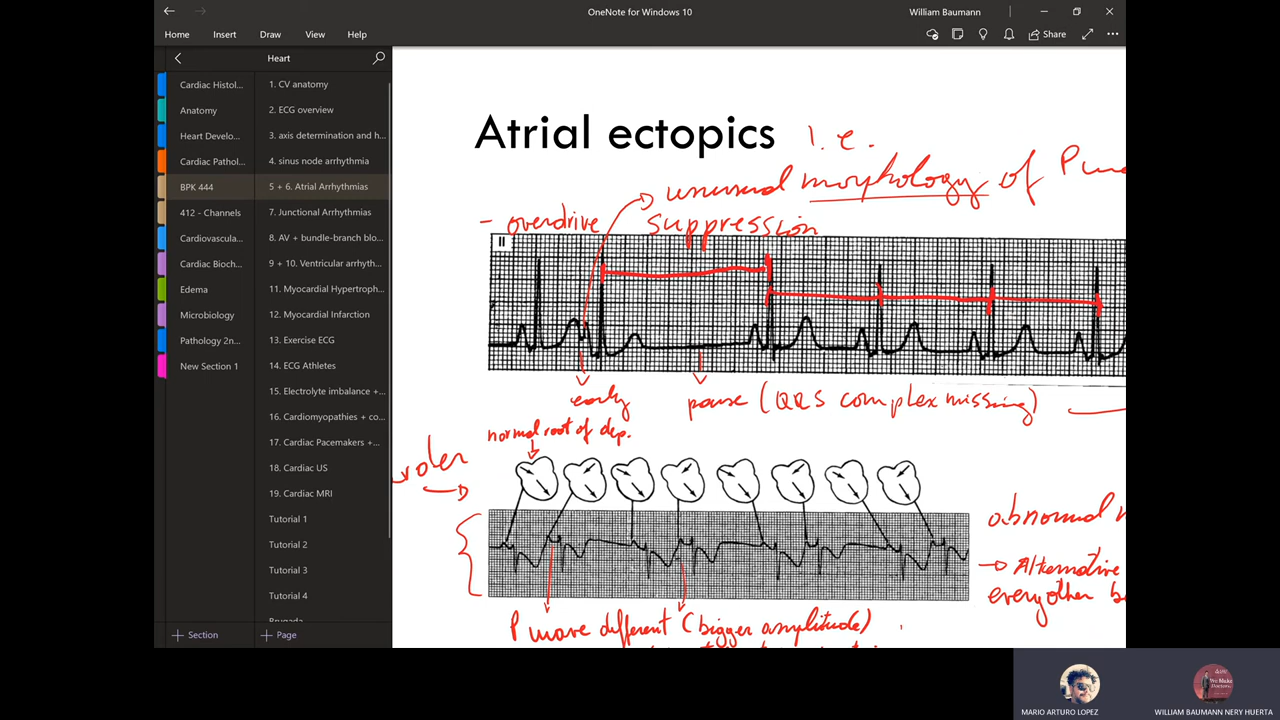 OneNote for Windows 10
William Baumann
Home Insert Draw View Help
Share
Heart
Cardiac Histol...
Anatomy
Heart Develo...
Cardiac Pathol...
BPK 444
412 - Channels
Cardiovascula...
Cardiac Bioch...
Edema
Microbiology
Pathology 2n...
New Section 1
Section
1. CV anatomy
2. ECG overview
3. axis determination and h...
4. sinus node arrhythmia
5 + 6. Atrial Arrhythmias
7. Junctional Arrhythmias
8. AV + bundle-branch blo...
9 + 10. Ventricular arryth...
11. Myocardial Hypertroph...
12. Myocardial Infarction
13. Exercise ECG
14. ECG Athletes
15. Electrolyte imbalance +...
16. Cardiomyopathies + co...
17. Cardiac Pacemakers +...
18. Cardiac US
19. Cardiac MRI
Tutorial 1
Tutorial 2
Tutorial 3
Tutorial 4
Brugada
Page
Atrial ectopics i.e.
unusual morphology of P
- overdrive suppression
II
early
pause (QRS complex missing)
normal root of dep.
abnormal
Alternative
every other
P wave different (bigger amplitude)
MARIO ARTURO LOPEZ
WILLIAM BAUMANN NERY HUERTA